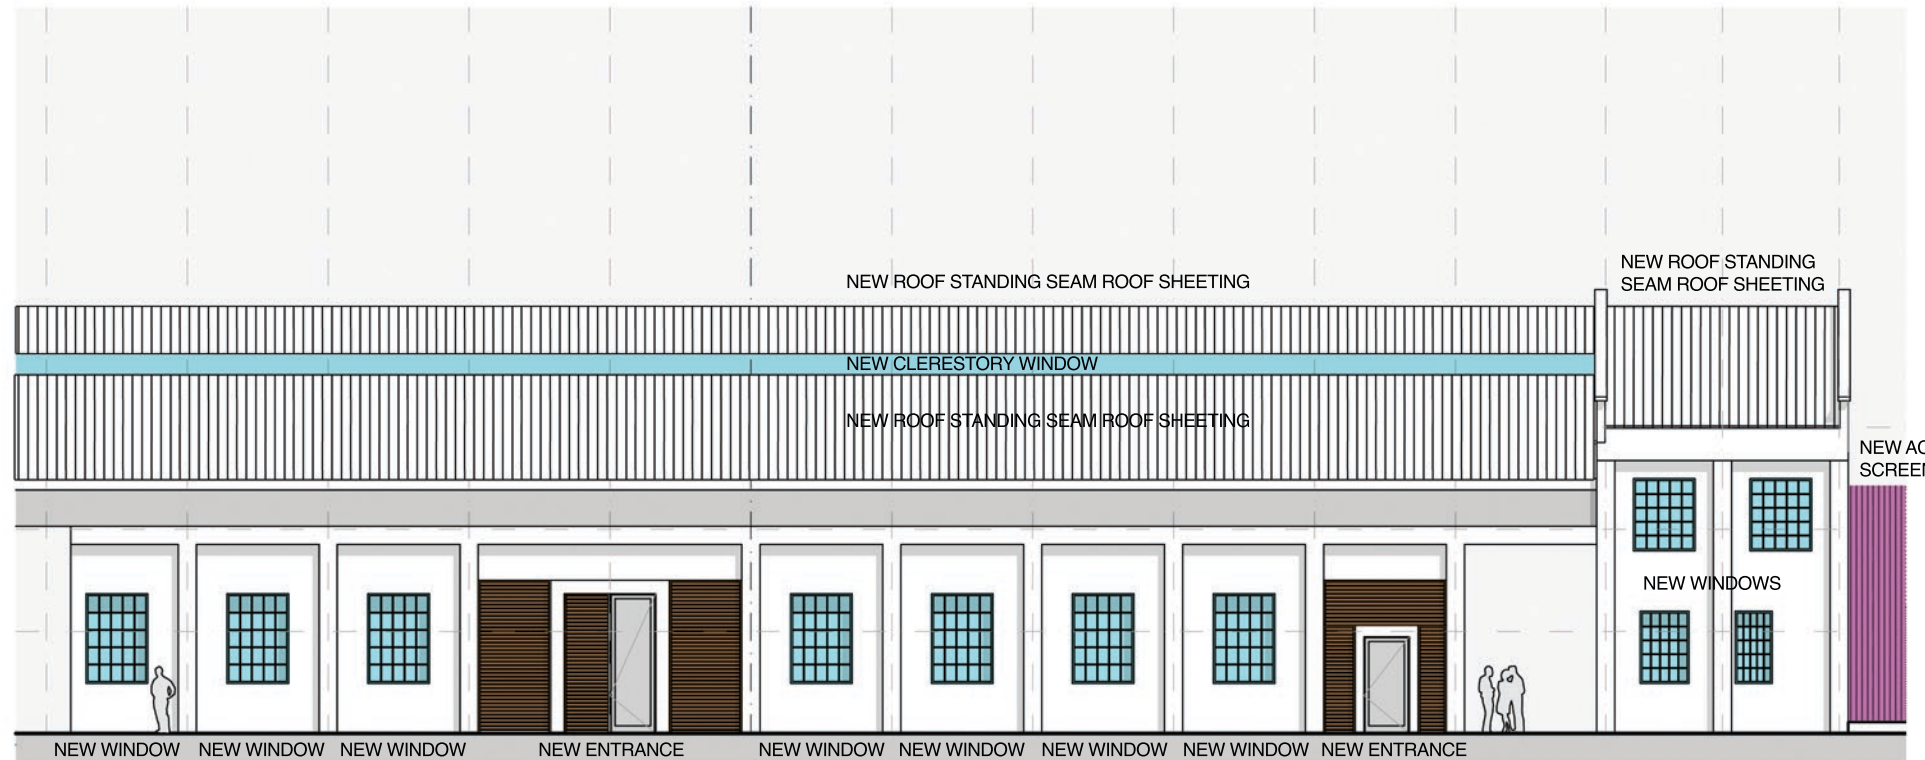 NEW ROOF STANDING
SEAM ROOF SHEETING
NEW ROOF STANDING SEAM ROOF SHEETING
NEW CLERESTORY WINDOW
NEW ROOF STANDING SEAM ROOF SHEETING
NEW
NEW WINDOWS
NEW WINDOW NEW WINDOW NEW WINDOW NEW ENTRANCE NEW WINDOW NEW WINDOW NEW WINDOW NEW WINDOW NEW ENTRANCE